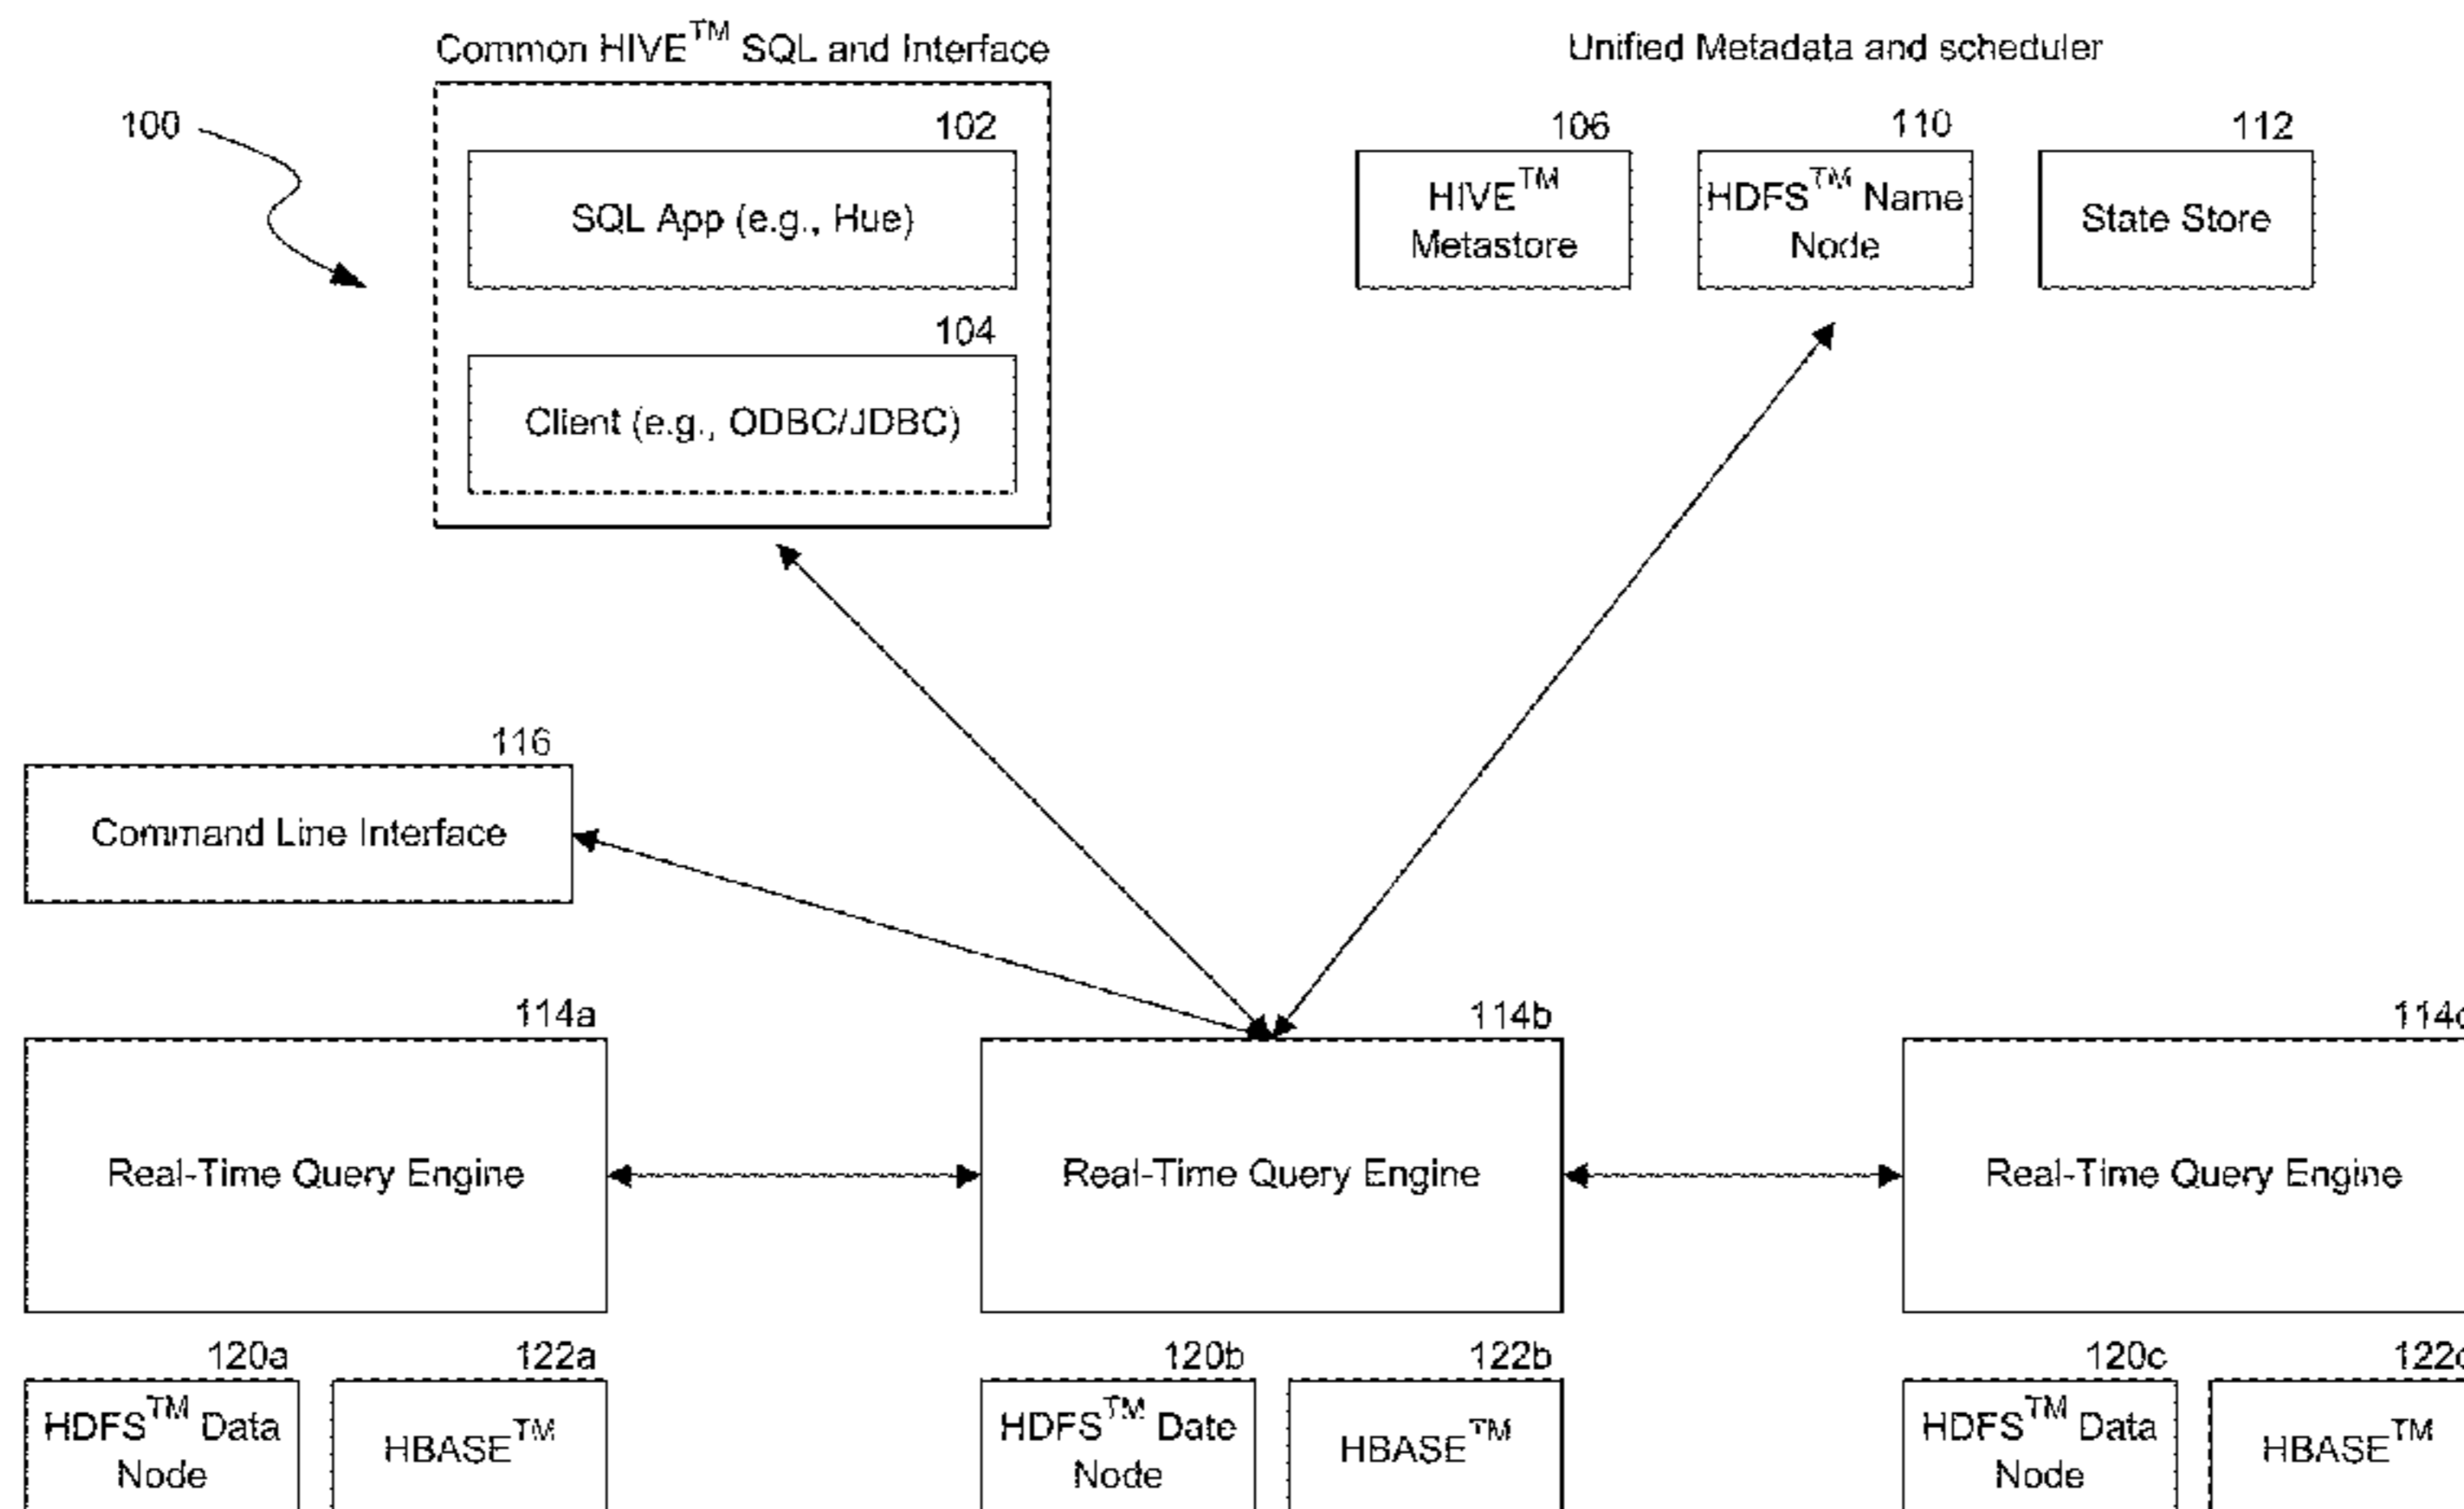 Common HIVE™ SQL and Interface
Unified Metadata and scheduler
100
102
106
110
112
SQL App (e.g., Hue)
HIVE™
Metastore
HDFS™ Name
Node
State Store
104
Client (e.g., ODBC/JDBC)
116
Command Line Interface
114a
114b
114c
Real-Time Query Engine
Real-Time Query Engine
Real-Time Query Engine
120a
122a
120b
122b
120c
122c
HDFS™ Data
Node
HBASE™
HDFS™ Date
Node
HBASE™
HDFS™ Data
Node
HBASE™